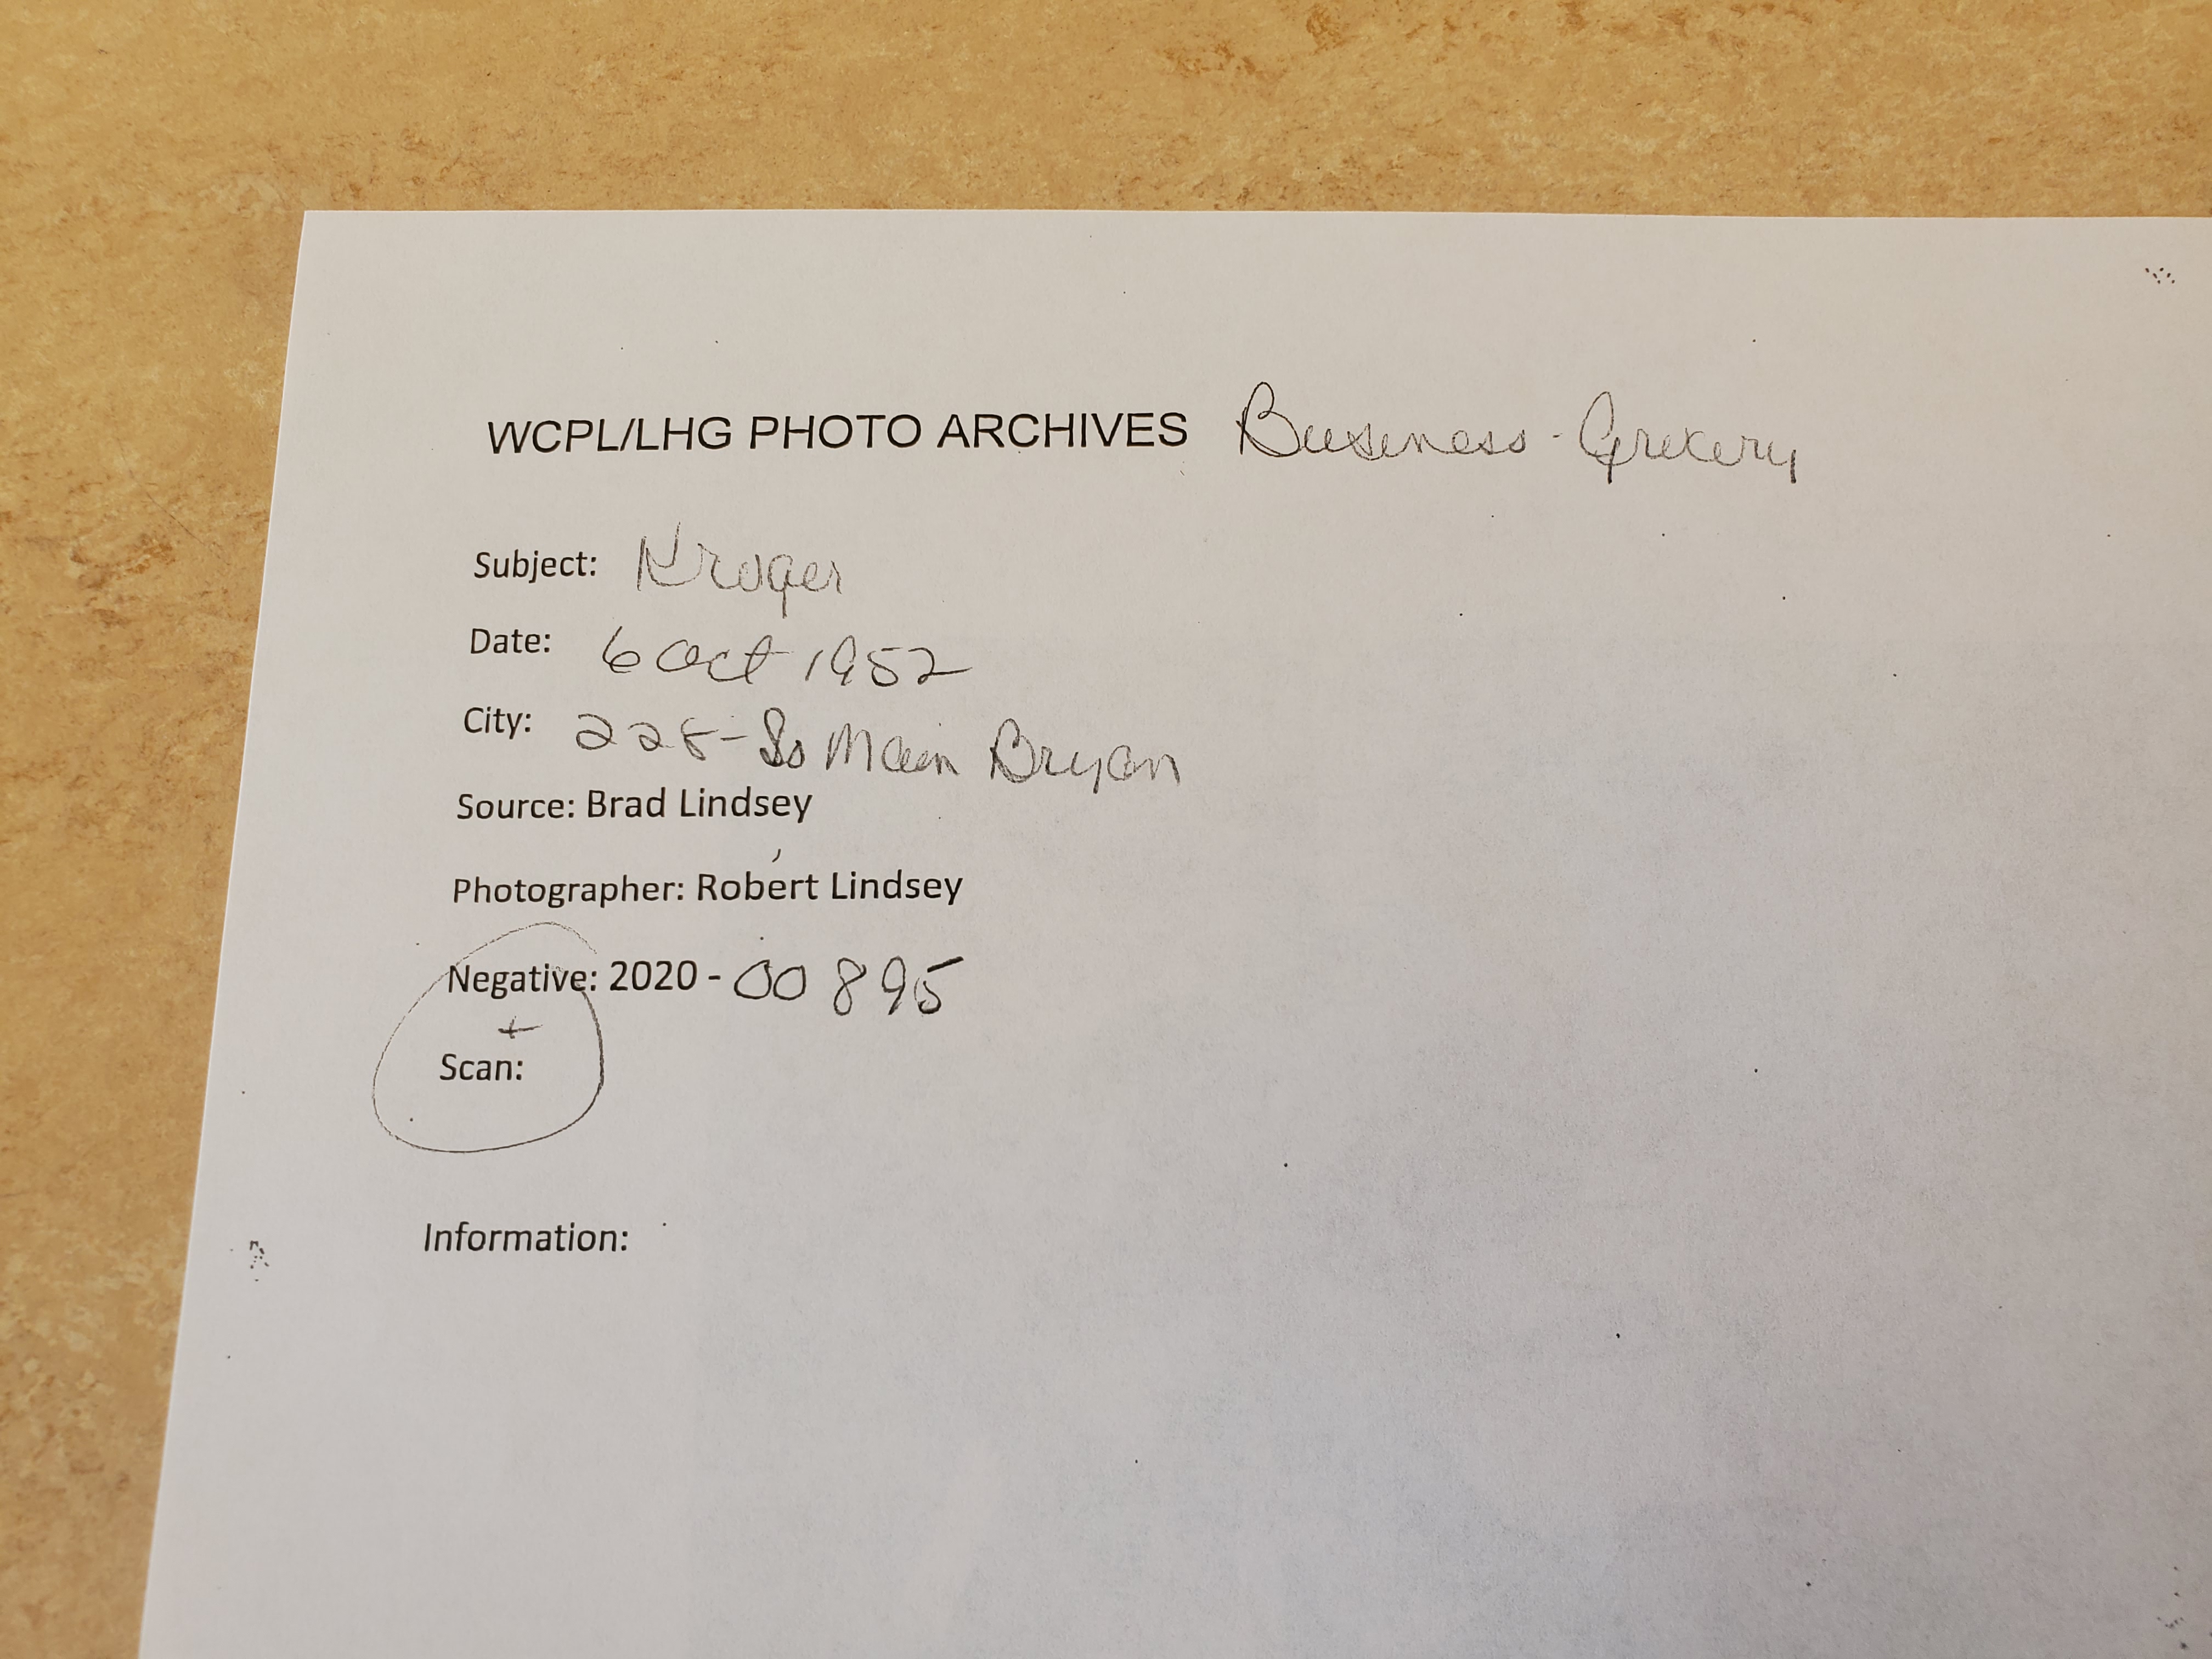 WCPL/LHG PHOTO ARCHIVES Business - Grocery
Subject: Kroger
Date: 6 Oct 1952
City: 228 - So Main Bryan
Source: Brad Lindsey
Photographer: Robert Lindsey
Negative: 2020 - 00895
+
Scan:
Information: